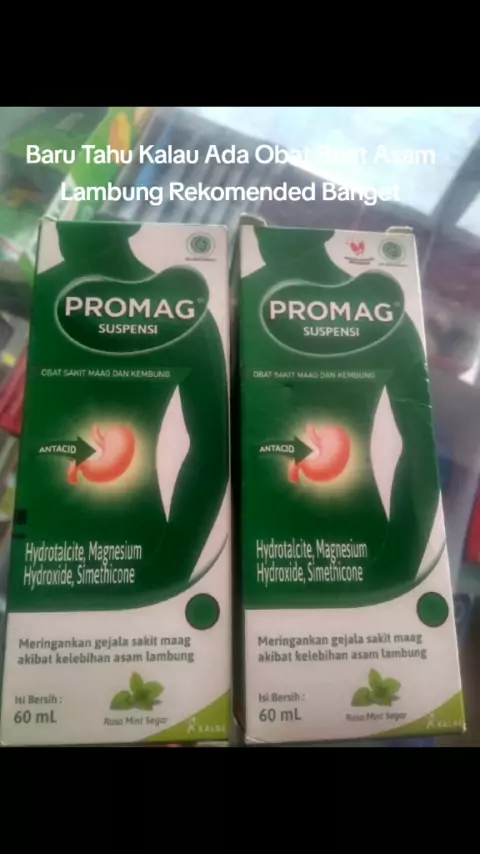 Baru Tahu Kalau Ada Obat Buat Asam
Lambung Rekomended Banget
PROMAG
SUSPENSI
OBAT SAKIT MAAG DAN KEMBUNG
ANTACID
Hydrotalcite, Magnesium
Hydroxide, Simethicone
Meringankan gejala sakit maag
akibat kelebihan asam lambung
Isi Bersih :
60 mL
Rasa Mint Segar
KALBE
PROMAG
SUSPENSI
OBAT SAKIT MAAG DAN KEMBUNG
ANTACID
Hydrotalcite, Magnesium
Hydroxide, Simethicone
Meringankan gejala sakit maag
akibat kelebihan asam lambung
Isi Bersih :
60 mL
Rasa Mint Segar